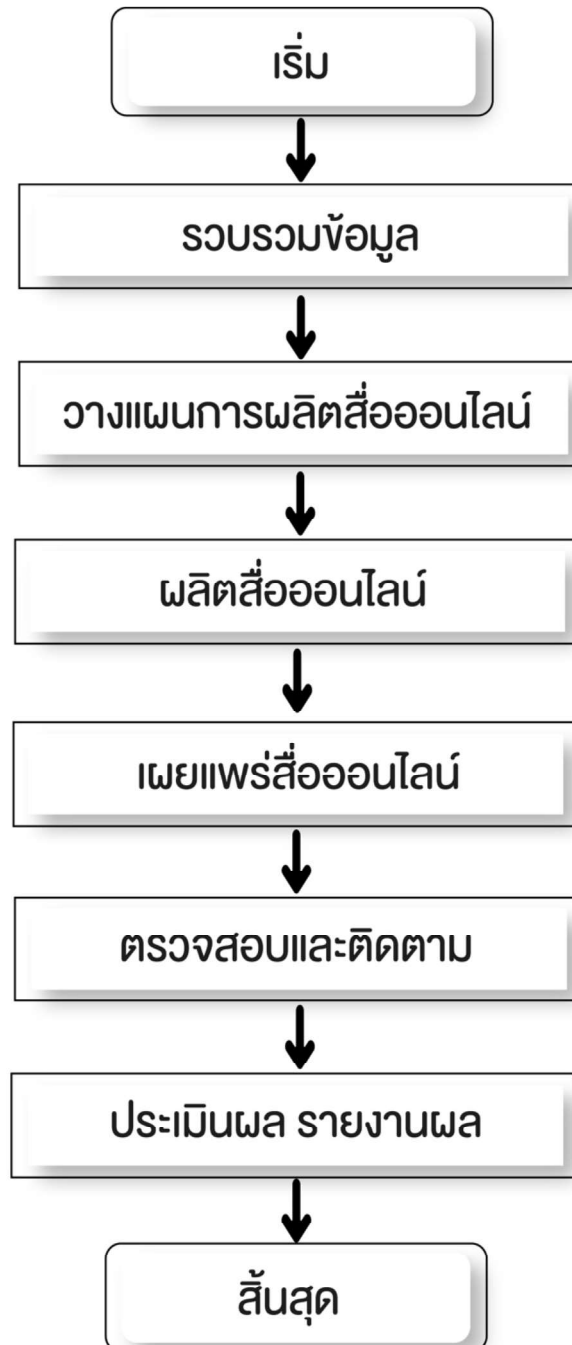 เริ่ม
รวบรวมข้อมูล
วางแผนการผลิตสื่อออนไลน์
ผลิตสื่อออนไลน์
เผยแพร่สื่อออนไลน์
ตรวจสอบและติดตาม
ประเมินผล รายงานผล
สิ้นสุด